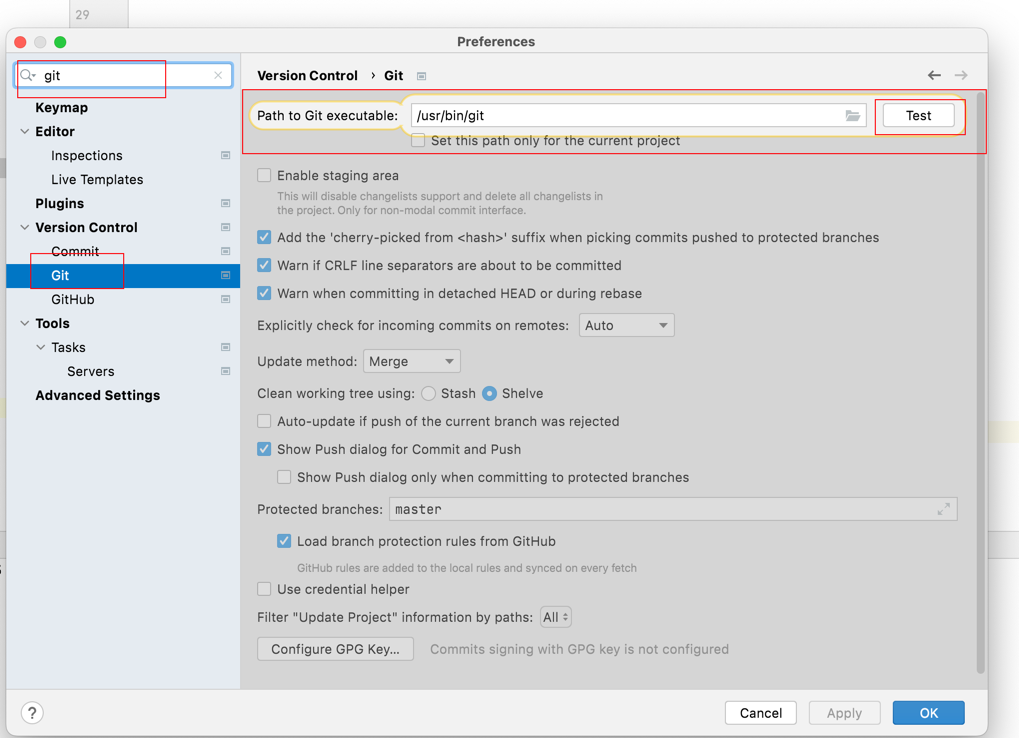 29
Preferences
git
Keymap
Editor
Inspections
Live Templates
Plugins
Version Control
Commit
Git
GitHub
Tools
Tasks
Servers
Advanced Settings
Version Control › Git
Path to Git executable: /usr/bin/git Test
Set this path only for the current project
Enable staging area
This will disable changelists support and delete all changelists in
the project. Only for non-modal commit interface.
Add the 'cherry-picked from <hash>' suffix when picking commits pushed to protected branches
Warn if CRLF line separators are about to be committed
Warn when committing in detached HEAD or during rebase
Explicitly check for incoming commits on remotes: Auto
Update method: Merge
Clean working tree using: Stash Shelve
Auto-update if push of the current branch was rejected
Show Push dialog for Commit and Push
Show Push dialog only when committing to protected branches
Protected branches: master
Load branch protection rules from GitHub
GitHub rules are added to the local rules and synced on every fetch
Use credential helper
Filter "Update Project" information by paths: All
Configure GPG Key... Commits signing with GPG key is not configured
? Cancel Apply OK